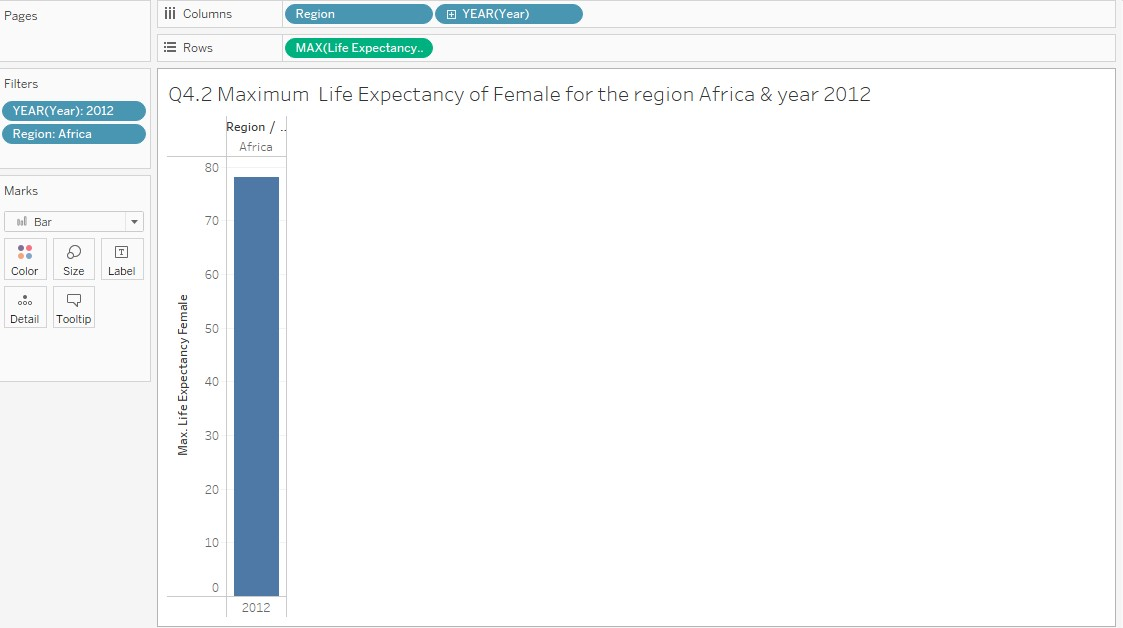 Pages
Columns
Region
YEAR(Year)
Rows
MAX(Life Expectancy..
Filters
YEAR(Year): 2012
Region: Africa
Marks
Bar
Color
Size
Label
Detail
Tooltip
Q4.2 Maximum  Life Expectancy of Female for the region Africa & year 2012
Region / ..
Africa
80
70
60
50
40
30
20
10
0
Max. Life Expectancy Female
2012